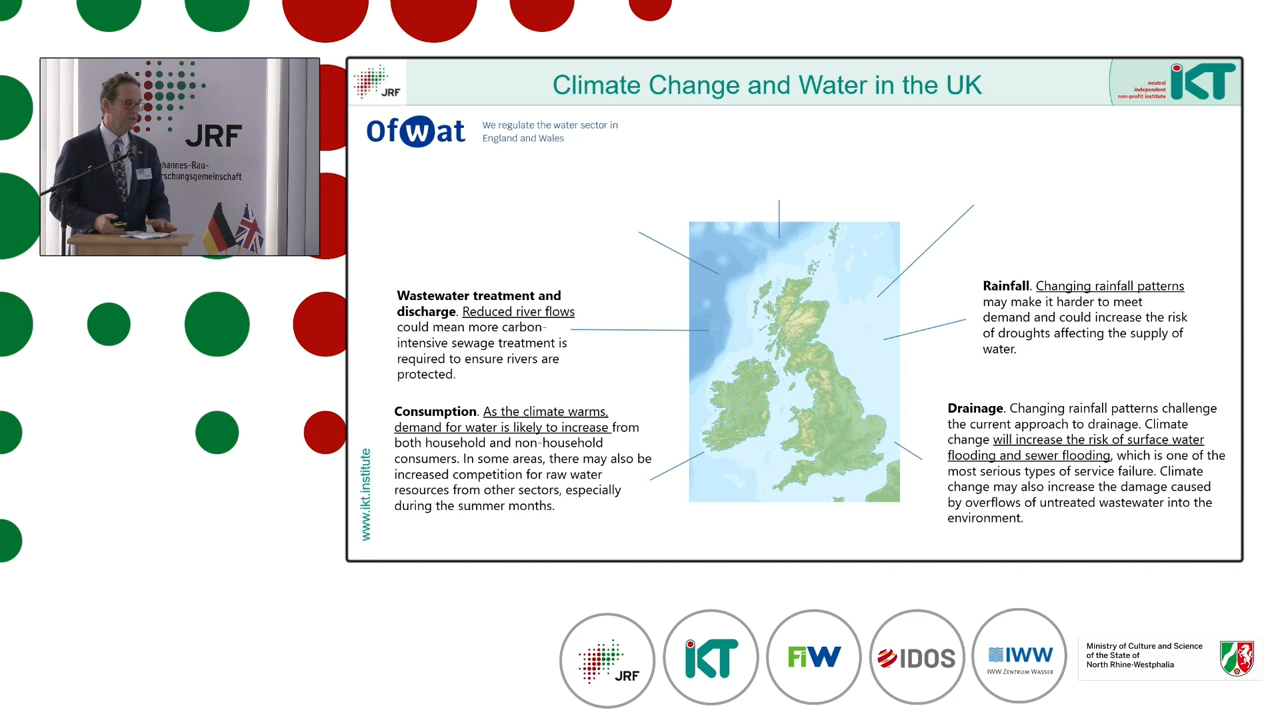 JRF
ohannes-Rau-
rschungsgemeinschaft
JRF
Climate Change and Water in the UK
neutral
independent
non-profit institute
iKT
Ofwat
We regulate the water sector in
England and Wales
Wastewater treatment and
discharge. Reduced river flows
could mean more carbon-
intensive sewage treatment is
required to ensure rivers are
protected.
Rainfall. Changing rainfall patterns
may make it harder to meet
demand and could increase the risk
of droughts affecting the supply of
water.
Consumption. As the climate warms,
demand for water is likely to increase from
both household and non-household
consumers. In some areas, there may also be
increased competition for raw water
resources from other sectors, especially
during the summer months.
Drainage. Changing rainfall patterns challenge
the current approach to drainage. Climate
change will increase the risk of surface water
flooding and sewer flooding, which is one of the
most serious types of service failure. Climate
change may also increase the damage caused
by overflows of untreated wastewater into the
environment.
www.ikt.institute
JRF
iKT
FiW
IDOS
IWW
IWW ZENTRUM WASSER
Ministry of Culture and Science
of the State of
North Rhine-Westphalia